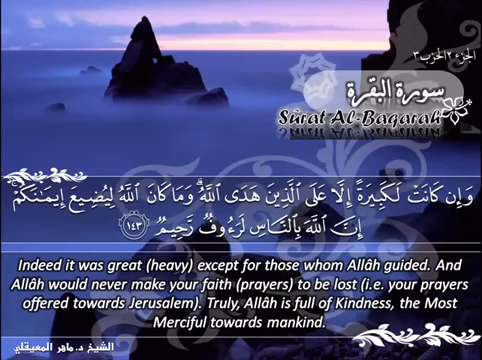 الجزء ٢ الحزب ٣
سورة البقرة
Sûrat Al-Baqarah
وَإِن كَانَتْ لَكَبِيرَةً إِلَّا عَلَى ٱلَّذِينَ هَدَى ٱللَّهُ ۗ وَمَا كَانَ ٱللَّهُ لِيُضِيعَ إِيمَـٰنَكُمْ ۚ
إِنَّ ٱللَّهَ بِٱلنَّاسِ لَرَءُوفٌ رَّحِيمٌ ١٤٣
Indeed it was great (heavy) except for those whom Allâh guided. And
Allâh would never make your faith (prayers) to be lost (i.e. your prayers
offered towards Jerusalem). Truly, Allâh is full of Kindness, the Most
Merciful towards mankind.
الشيخ د. ماهر المعيقلي